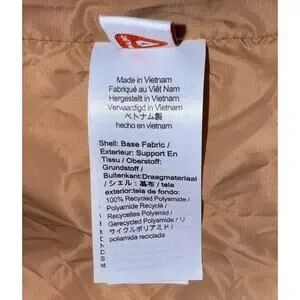 Made in Vietnam
Fabriqué au Viêt Nam
Hergestellt in Vietnam
Vervaardigd in Vietnam
ベトナム製
hecho en vietnam
Shell: Base Fabric /
Exterieur: Support En
Tissu / Oberstoff:
Grundstoff /
Buitenkant:Draagmateriaal
/ シェル : 基布 / tela
exterior:tela de fondo:
100% Recycled Polyamide /
Polyamide Recyclé /
Recyceltes Polyamid /
Gerecycled Polyamide / リ
サイクルポリアミド /
poliamida reciclada